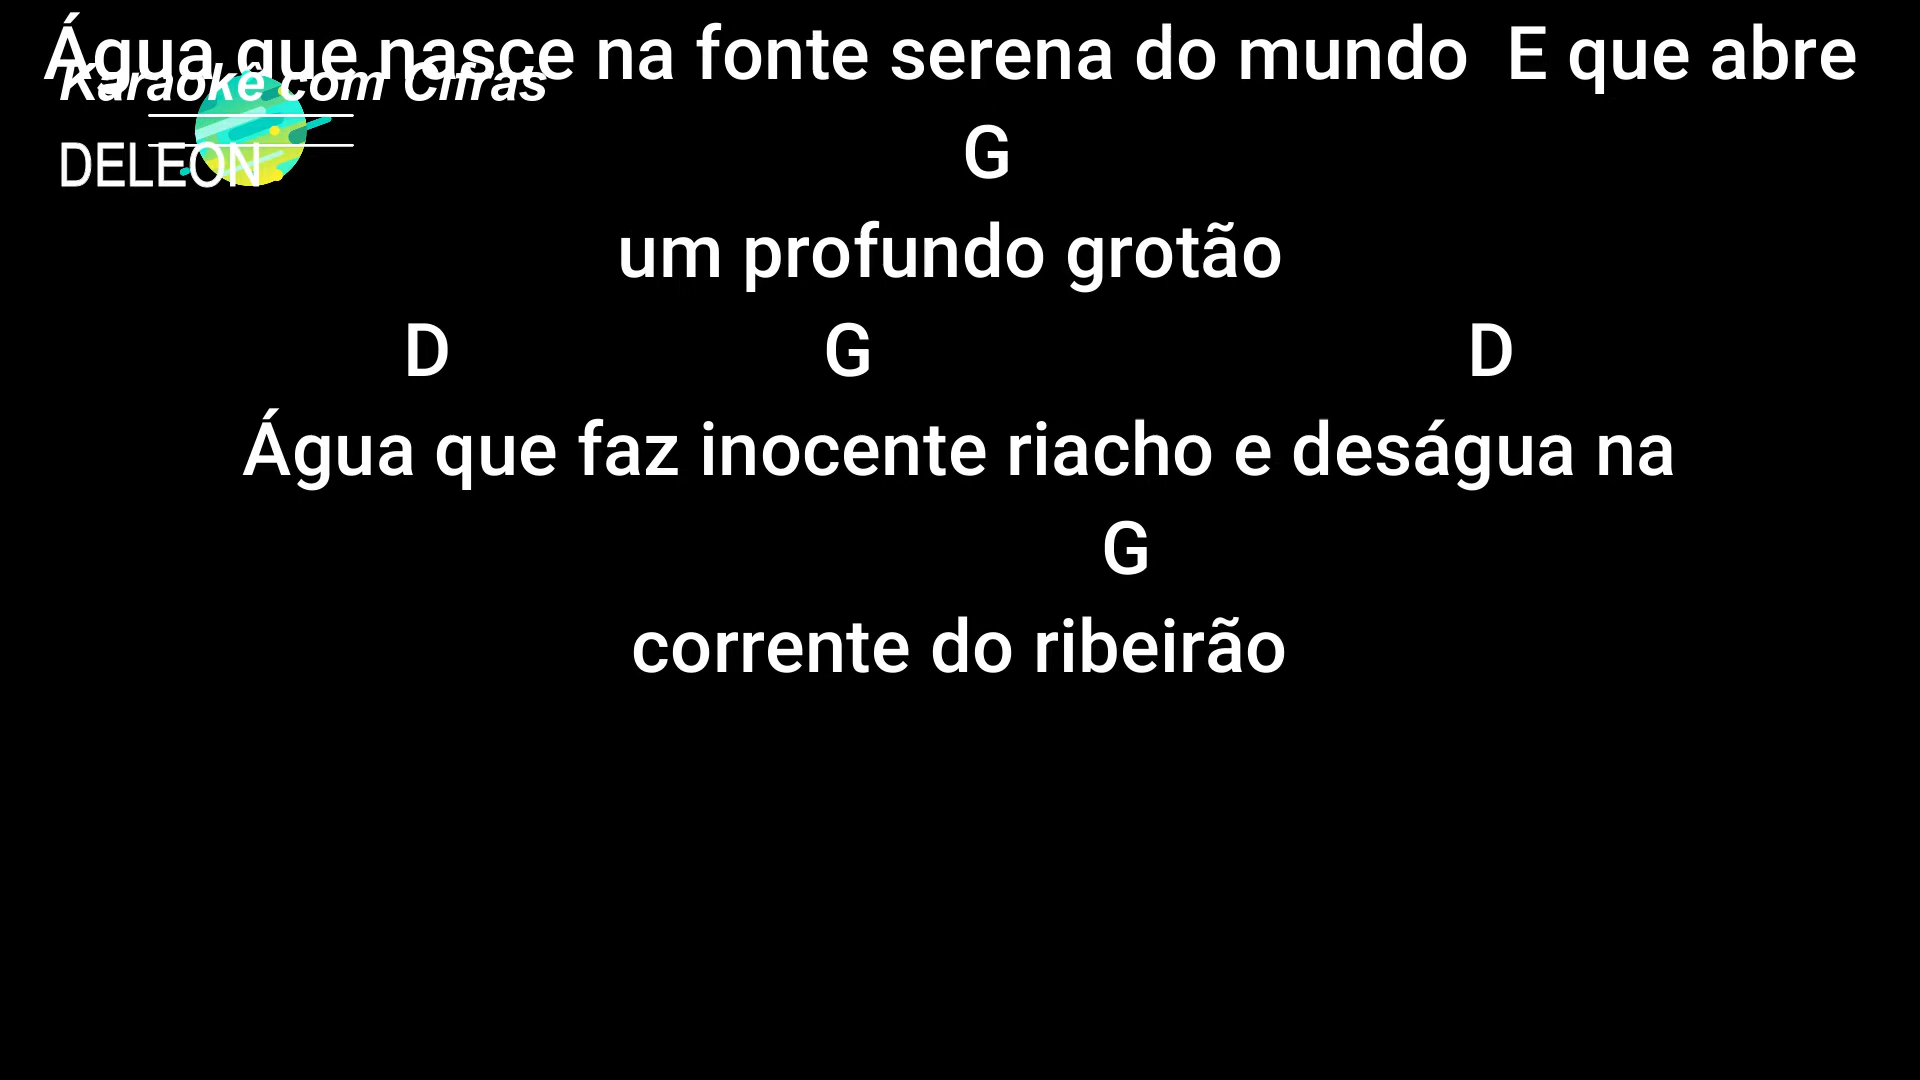 Água que nasce na fonte serena do mundo  E que abre
Karaokê com Cifras
G
DELEON
um profundo grotão
D G D
Água que faz inocente riacho e deságua na
G
corrente do ribeirão